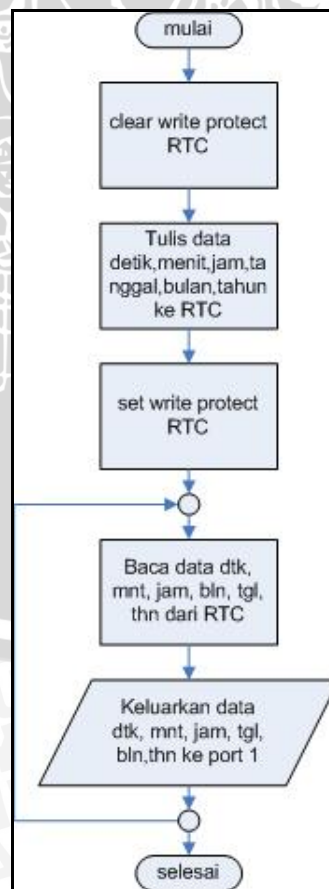 mulai
clear write protect
RTC
Tulis data
detik,menit,jam,ta
nggal,bulan,tahun
ke RTC
set write protect
RTC
Baca data dtk,
mnt, jam, bln, tgl,
thn dari RTC
Keluarkan data
dtk, mnt, jam, tgl,
bln,thn ke port 1
selesai